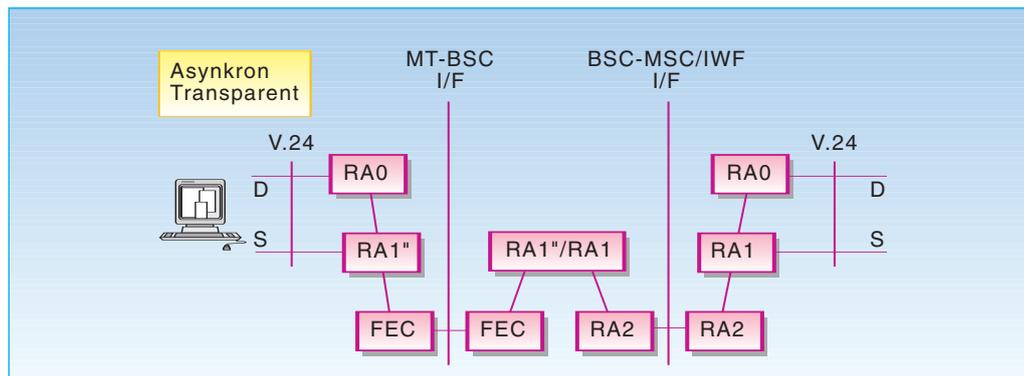 MT-BSC
I/F
BSC-MSC/IWF
I/F
Asynkron
Transparent
V.24
V.24
RA0
RA0
D
D
S
RA1"
RA1"/RA1
RA1
S
FEC
FEC
RA2
RA2